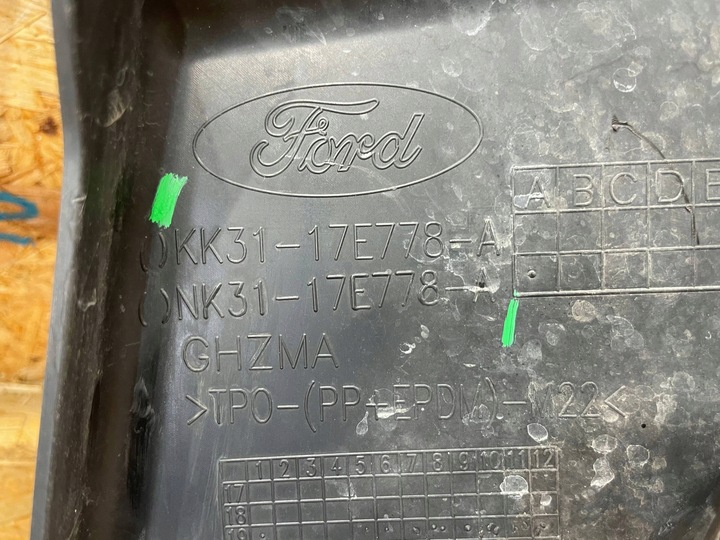 Ford
A B C D E
()KK31-17E778-A
()NK31-17E778-A
GHZMA
>TPO-(PP+EPDM)-M22<
1 2 3 4 5 6 7 8 9 10 11 12
17
18
19